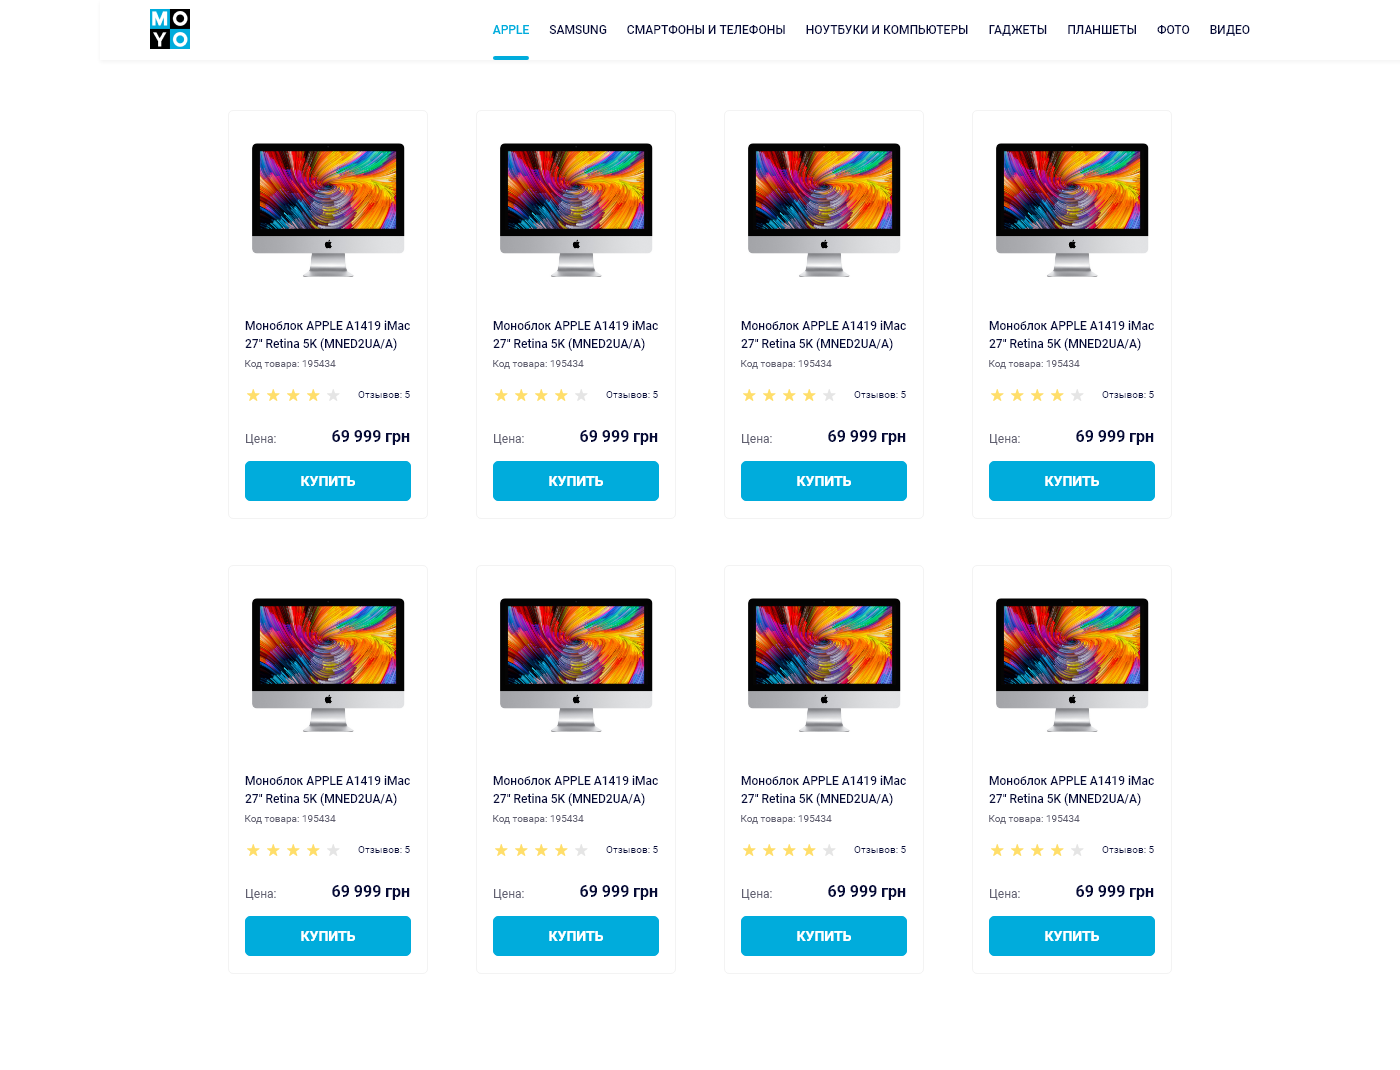 MO
YO
APPLE SAMSUNG СМАРТФОНЫ И ТЕЛЕФОНЫ НОУТБУКИ И КОМПЬЮТЕРЫ ГАДЖЕТЫ ПЛАНШЕТЫ ФОТО ВИДЕО
Моноблок APPLE A1419 iMac
27" Retina 5K (MNED2UA/A)
Код товара: 195434
Отзывов: 5
Цена: 69 999 грн
КУПИТЬ
Моноблок APPLE A1419 iMac
27" Retina 5K (MNED2UA/A)
Код товара: 195434
Отзывов: 5
Цена: 69 999 грн
КУПИТЬ
Моноблок APPLE A1419 iMac
27" Retina 5K (MNED2UA/A)
Код товара: 195434
Отзывов: 5
Цена: 69 999 грн
КУПИТЬ
Моноблок APPLE A1419 iMac
27" Retina 5K (MNED2UA/A)
Код товара: 195434
Отзывов: 5
Цена: 69 999 грн
КУПИТЬ
Моноблок APPLE A1419 iMac
27" Retina 5K (MNED2UA/A)
Код товара: 195434
Отзывов: 5
Цена: 69 999 грн
КУПИТЬ
Моноблок APPLE A1419 iMac
27" Retina 5K (MNED2UA/A)
Код товара: 195434
Отзывов: 5
Цена: 69 999 грн
КУПИТЬ
Моноблок APPLE A1419 iMac
27" Retina 5K (MNED2UA/A)
Код товара: 195434
Отзывов: 5
Цена: 69 999 грн
КУПИТЬ
Моноблок APPLE A1419 iMac
27" Retina 5K (MNED2UA/A)
Код товара: 195434
Отзывов: 5
Цена: 69 999 грн
КУПИТЬ